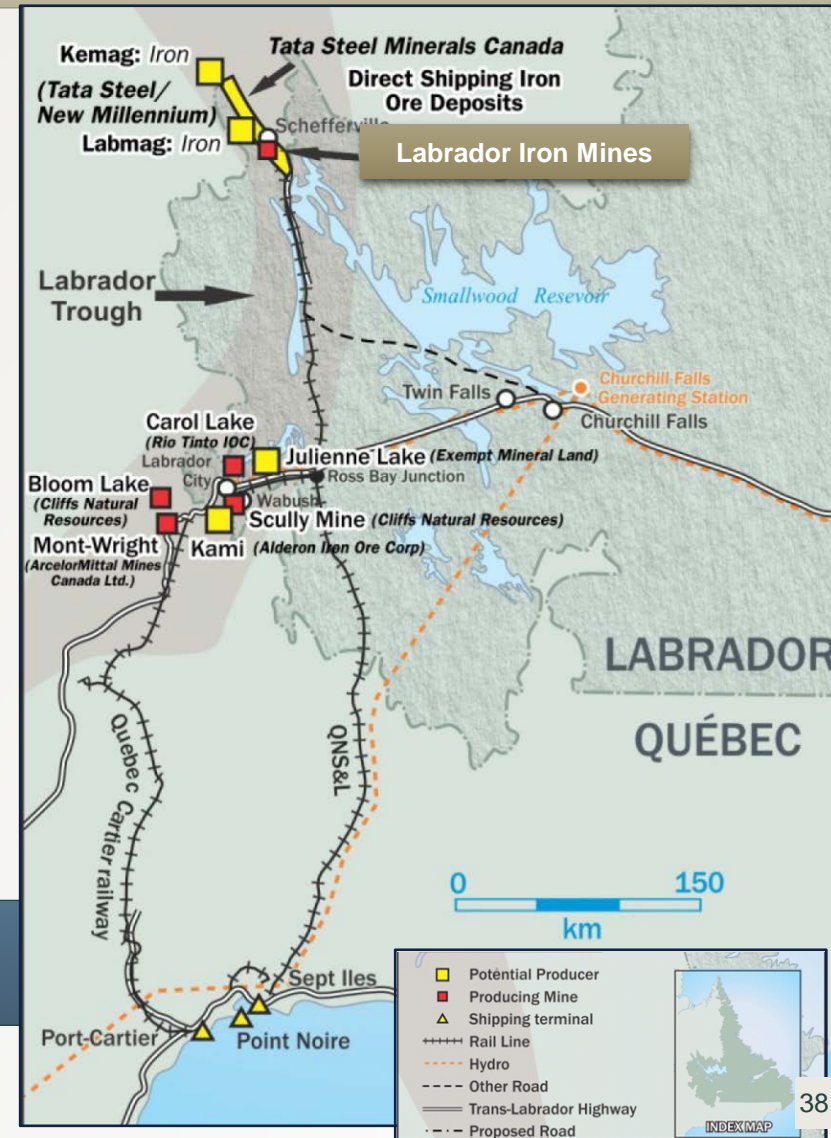 Kemag: Iron
Tata Steel Minerals Canada
(Tata Steel/
New Millennium)
Direct Shipping Iron
Ore Deposits
Labmag: Iron
Labrador Iron Mines
Labrador
Trough
Smallwood Resevoir
Twin Falls
Churchill Falls
Generating Station
Churchill Falls
Carol Lake
(Rio Tinto IOC)
Labrador
City
Julienne Lake (Exempt Mineral Land)
Ross Bay Junction
Bloom Lake
(Cliffs Natural
Resources)
Wabush
Scully Mine (Cliffs Natural Resources)
Mont-Wright
(ArcelorMittal Mines
Canada Ltd.)
Kami (Alderon Iron Ore Corp)
LABRADOR
QUÉBEC
Quebec Cartier railway
QNS&L
0 150
km
Sept Iles
Port-Cartier
Point Noire
Potential Producer
Producing Mine
Shipping terminal
Rail Line
Hydro
Other Road
Trans-Labrador Highway
Proposed Road
INDEX MAP
38